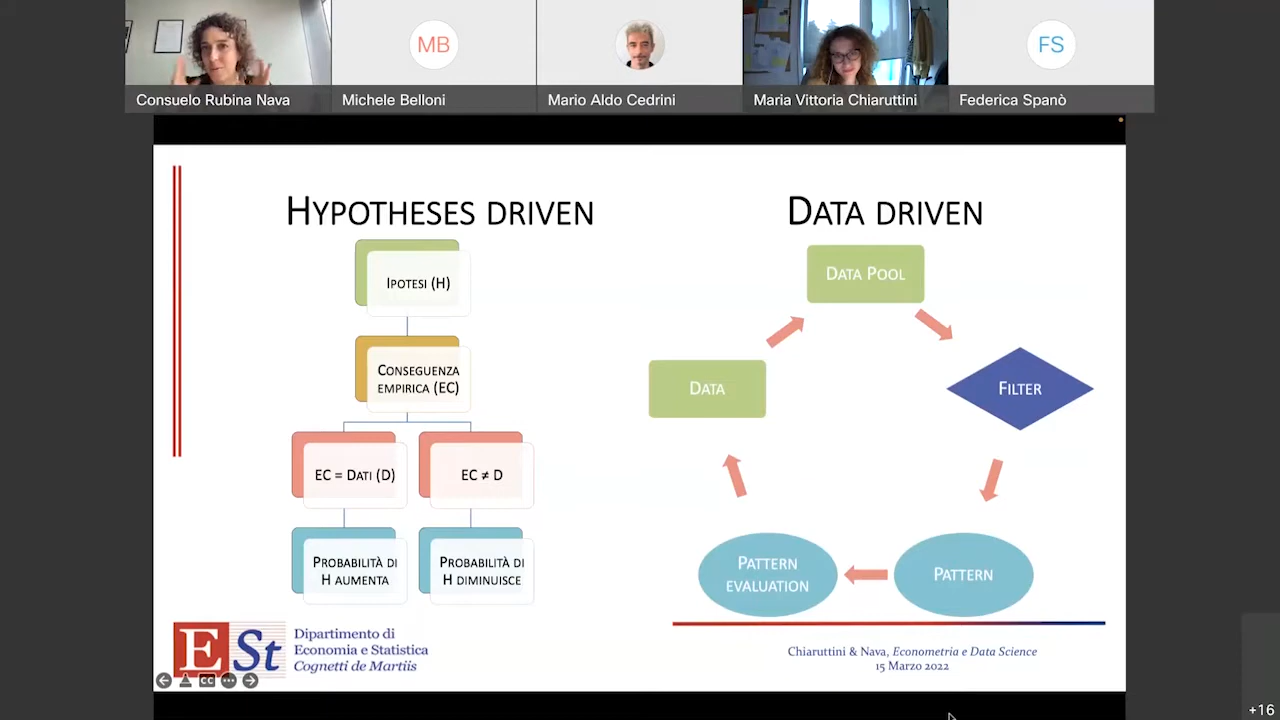 MB
FS
Consuelo Rubina Nava
Michele Belloni
Mario Aldo Cedrini
Maria Vittoria Chiaruttini
Federica Spanò
HYPOTHESES DRIVEN
IPOTESI (H)
CONSEGUENZA
EMPIRICA (EC)
EC = DATI (D)
EC ≠ D
PROBABILITÀ DI
H AUMENTA
PROBABILITÀ DI
H DIMINUISCE
DATA DRIVEN
DATA POOL
DATA
FILTER
PATTERN
EVALUATION
PATTERN
ESt
Dipartimento di
Economia e Statistica
Cognetti de Martiis
Chiaruttini & Nava, Econometria e Data Science
15 Marzo 2022
CC
+16